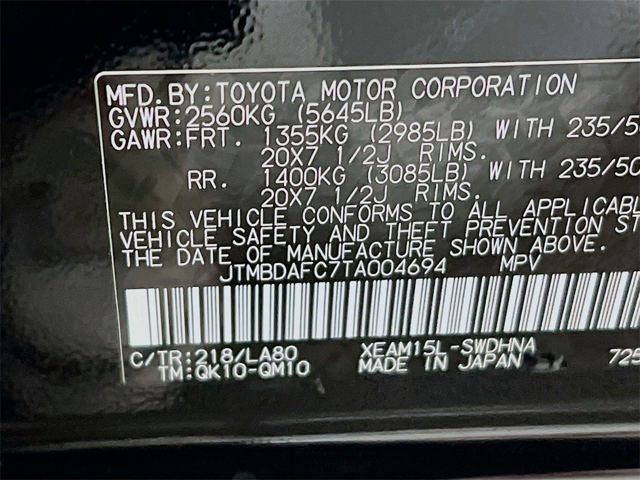 MFD.BY:TOYOTA MOTOR CORPORATION
GVWR:2560KG (5645LB)
GAWR:FRT. 1355KG (2985LB) WITH 235/5
20X7 1/2J RIMS.
RR. 1400KG (3085LB) WITH 235/50
20X7 1/2J RIMS.
THIS VEHICLE CONFORMS TO ALL APPLICABL
VEHICLE SAFETY AND THEFT PREVENTION ST
THE DATE OF MANUFACTURE SHOWN ABOVE.
JTMBDAFC7TA004694 MPV
C/TR:218/LA80 XEAM15L-SWDHNA
TM:QK10-QM10 MADE IN JAPAN 725